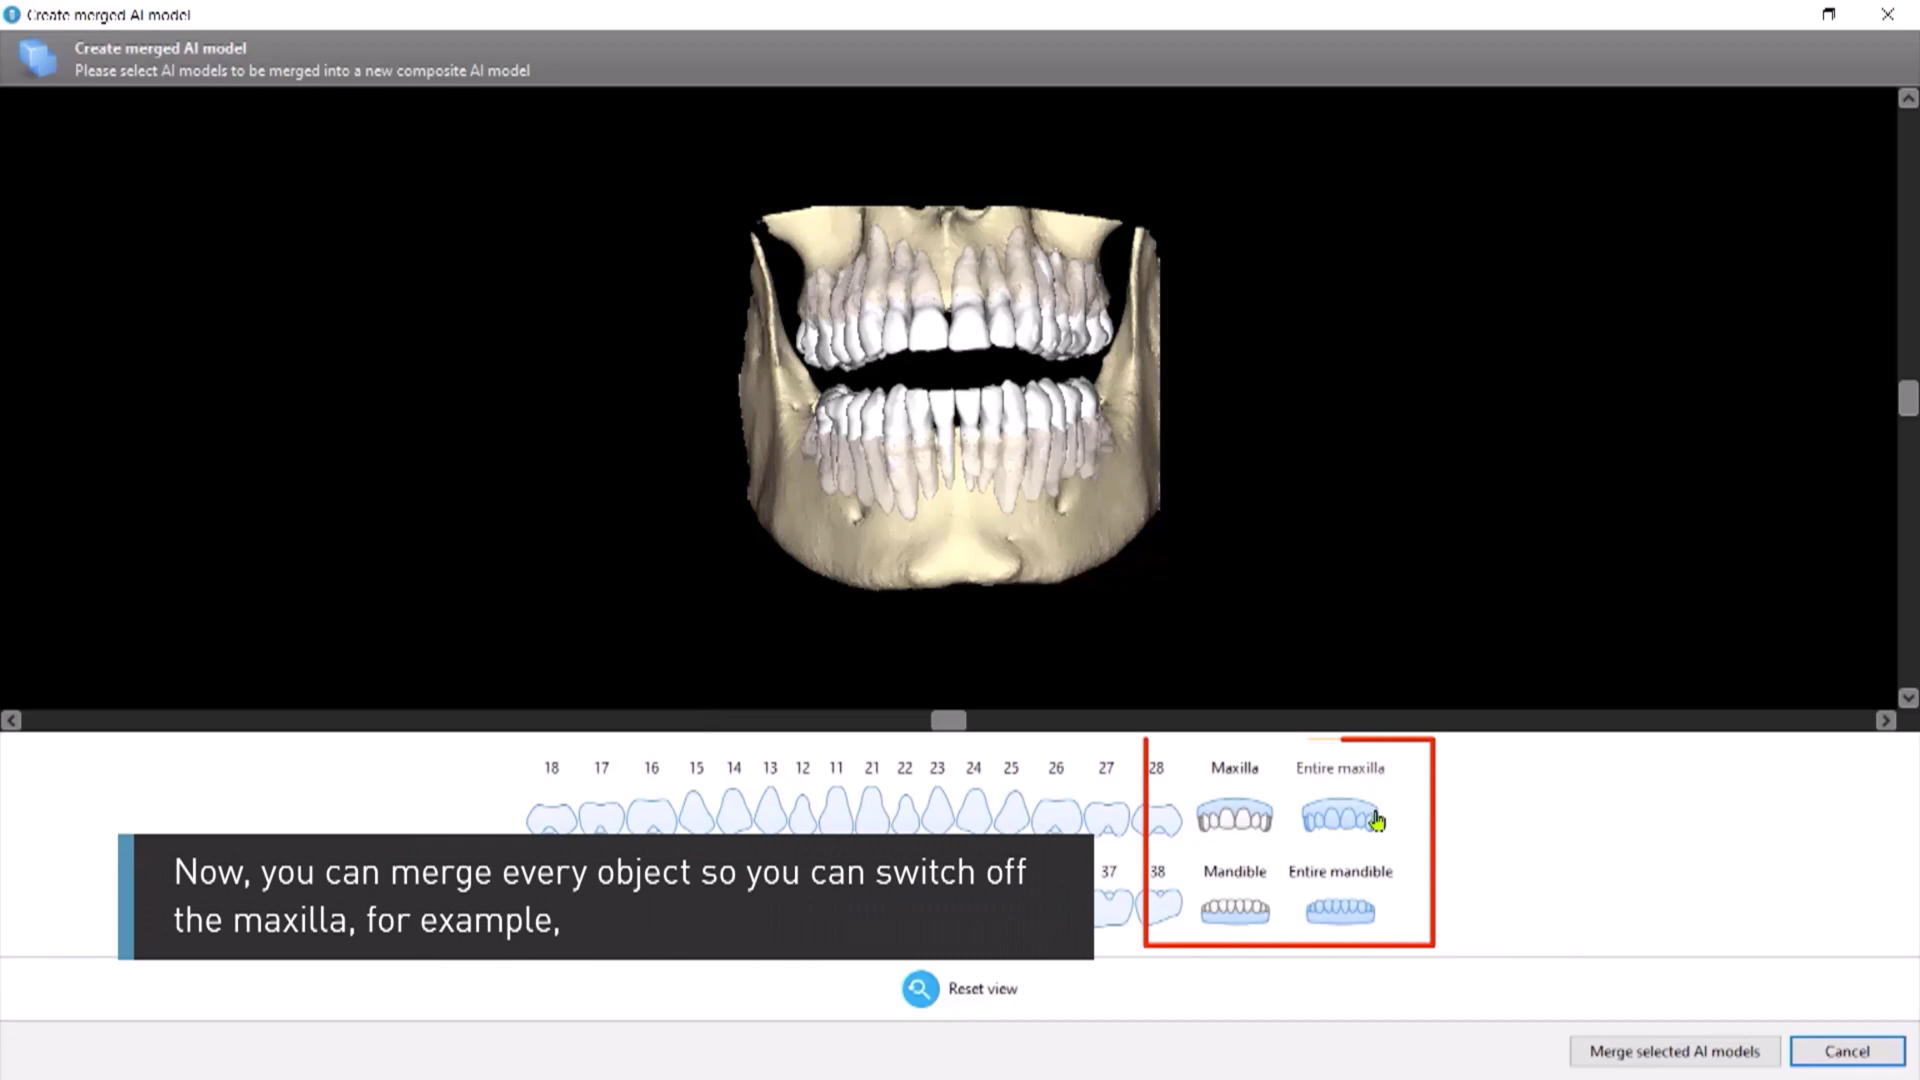 Create merged AI model
Create merged AI model
Please select AI models to be merged into a new composite AI model
18 17 16 15 14 13 12 11 21 22 23 24 25 26 27 28 Maxilla Entire maxilla
37 38 Mandible Entire mandible
Now, you can merge every object so you can switch off
the maxilla, for example,
Reset view
Merge selected AI models Cancel